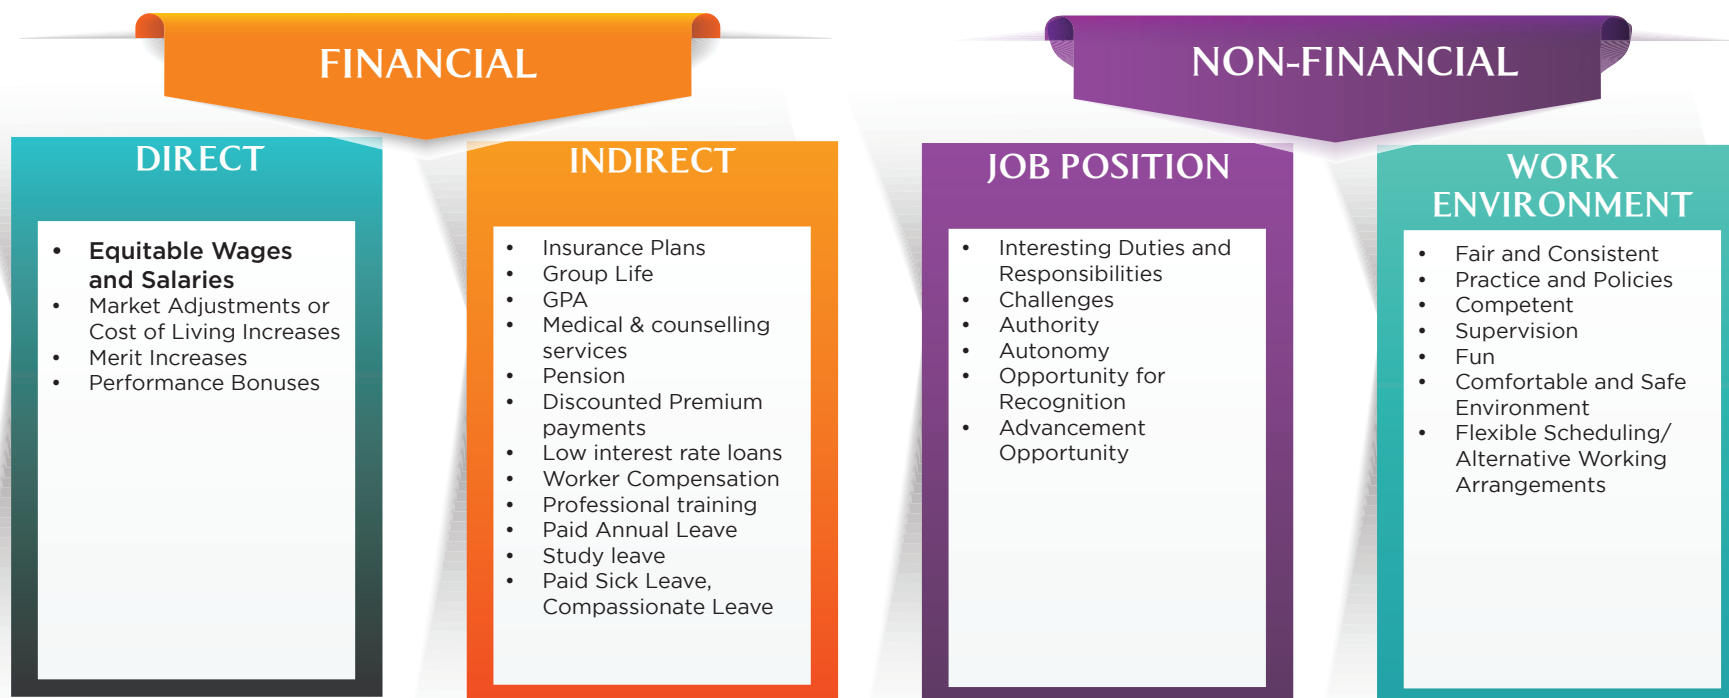 FINANCIAL
DIRECT
• Equitable Wages
and Salaries
• Market Adjustments or
Cost of Living Increases
• Merit Increases
• Performance Bonuses
INDIRECT
• Insurance Plans
• Group Life
• GPA
• Medical & counselling
services
• Pension
• Discounted Premium
payments
• Low interest rate loans
• Worker Compensation
• Professional training
• Paid Annual Leave
• Study leave
• Paid Sick Leave,
Compassionate Leave
NON-FINANCIAL
JOB POSITION
• Interesting Duties and
Responsibilities
• Challenges
• Authority
• Autonomy
• Opportunity for
Recognition
• Advancement
Opportunity
WORK
ENVIRONMENT
• Fair and Consistent
• Practice and Policies
• Competent
• Supervision
• Fun
• Comfortable and Safe
Environment
• Flexible Scheduling/
Alternative Working
Arrangements